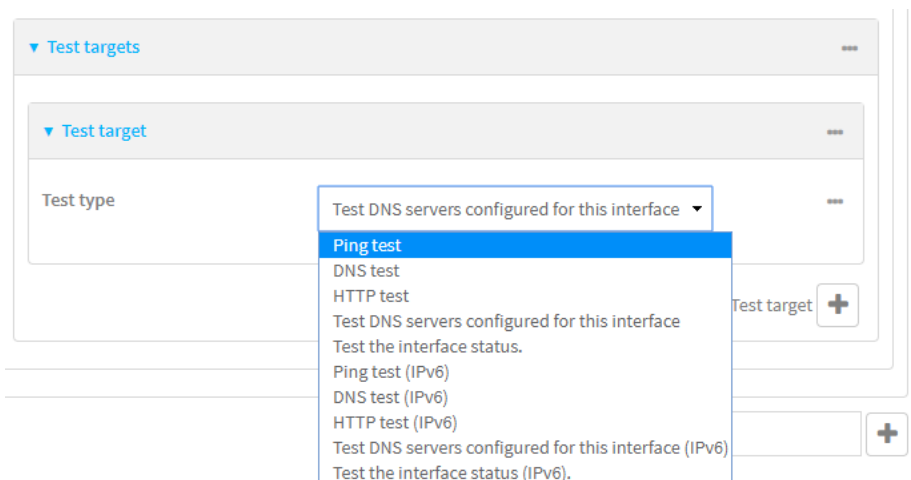 Test targets
Test target
Test type
Test DNS servers configured for this interface
Ping test
DNS test
HTTP test
Test DNS servers configured for this interface
Test the interface status.
Ping test (IPv6)
DNS test (IPv6)
HTTP test (IPv6)
Test DNS servers configured for this interface (IPv6)
Test the interface status (IPv6).
Test target